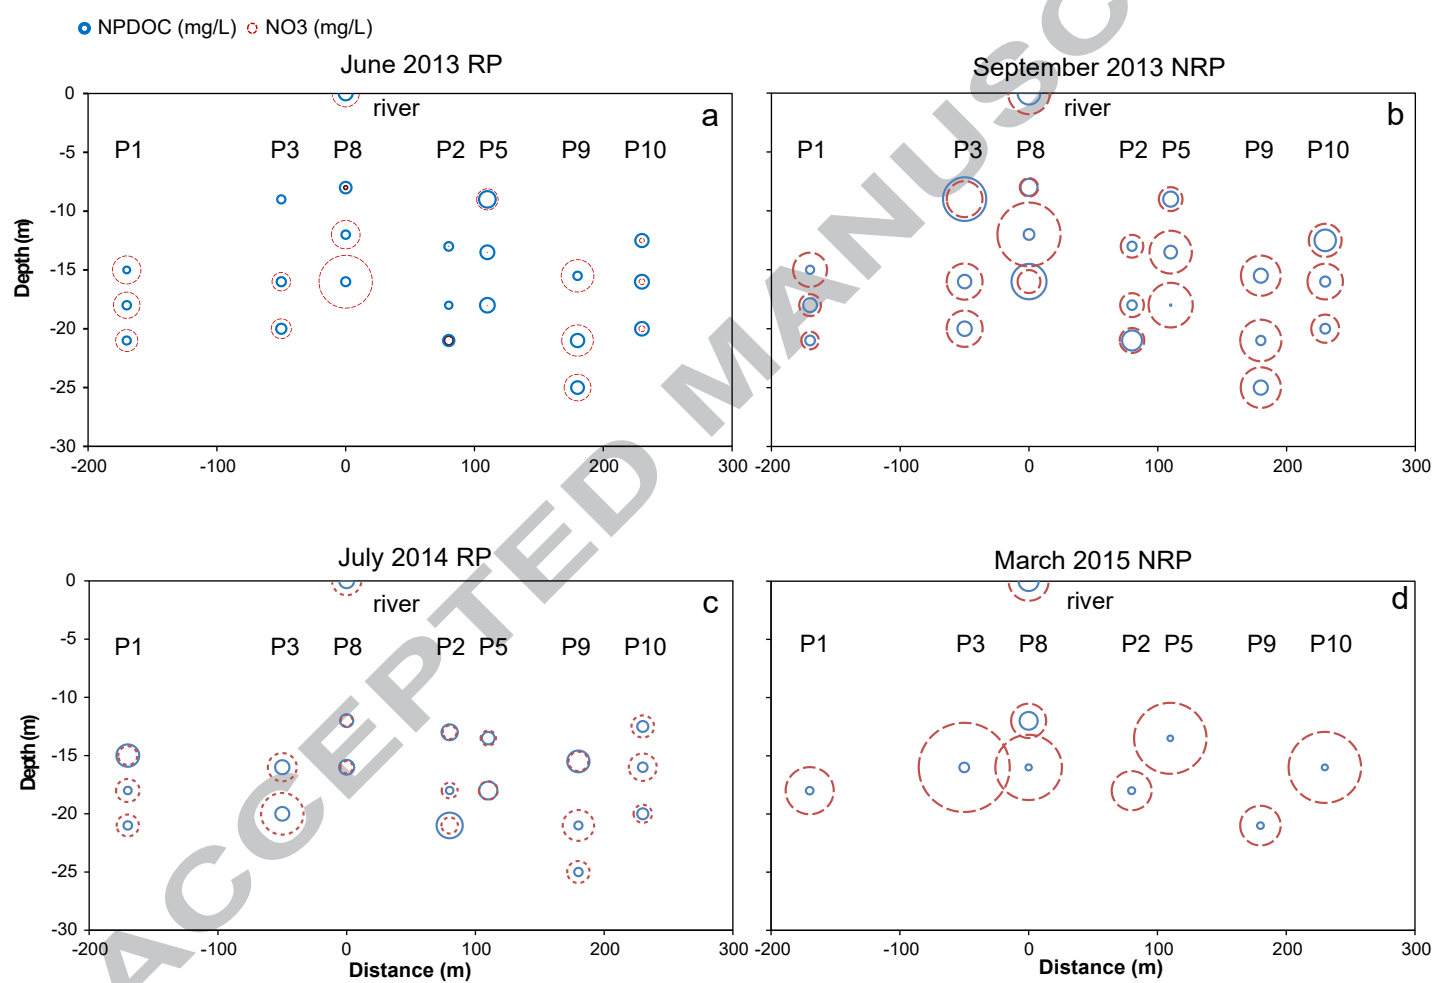 NPDOC (mg/L) NO3 (mg/L)
June 2013 RP
0
-5
-10
-15
-20
-25
-30
Depth (m)
river
a
P1 P3 P8 P2 P5 P9 P10
-200 -100 0 100 200 300
September 2013 NRP
river
b
P1 P3 P8 P2 P5 P9 P10
-200 -100 0 100 200 300
July 2014 RP
0
-5
-10
-15
-20
-25
-30
Depth (m)
river
c
P1 P3 P8 P2 P5 P9 P10
-200 -100 0 100 200 300
Distance (m)
March 2015 NRP
river
d
P1 P3 P8 P2 P5 P9 P10
-200 -100 0 100 200 300
Distance (m)
ACCEPTED MANUSC